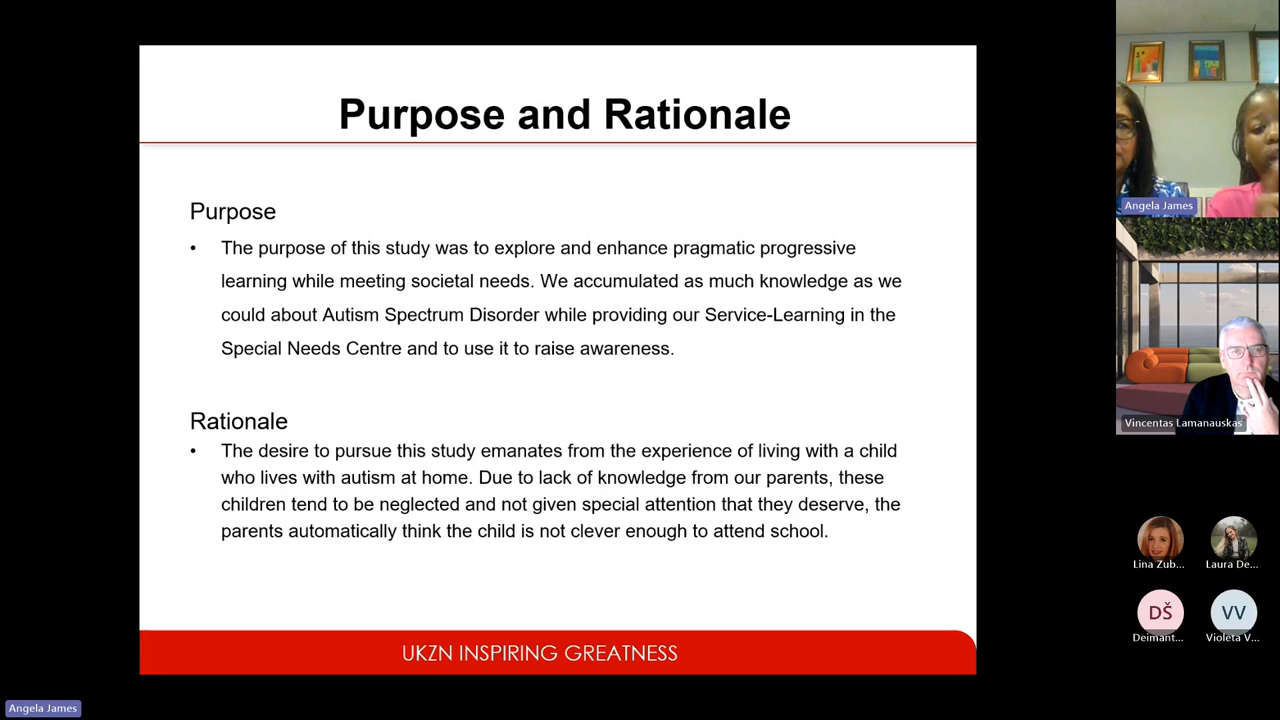 Purpose and Rationale
Purpose
• The purpose of this study was to explore and enhance pragmatic progressive
learning while meeting societal needs. We accumulated as much knowledge as we
could about Autism Spectrum Disorder while providing our Service-Learning in the
Special Needs Centre and to use it to raise awareness.
Rationale
• The desire to pursue this study emanates from the experience of living with a child
who lives with autism at home. Due to lack of knowledge from our parents, these
children tend to be neglected and not given special attention that they deserve, the
parents automatically think the child is not clever enough to attend school.
UKZN INSPIRING GREATNESS
Angela James
Angela James
Vincentas Lamanauskas
Lina Zub...
Laura De...
DŠ
VV
Deimant...
Violeta V...